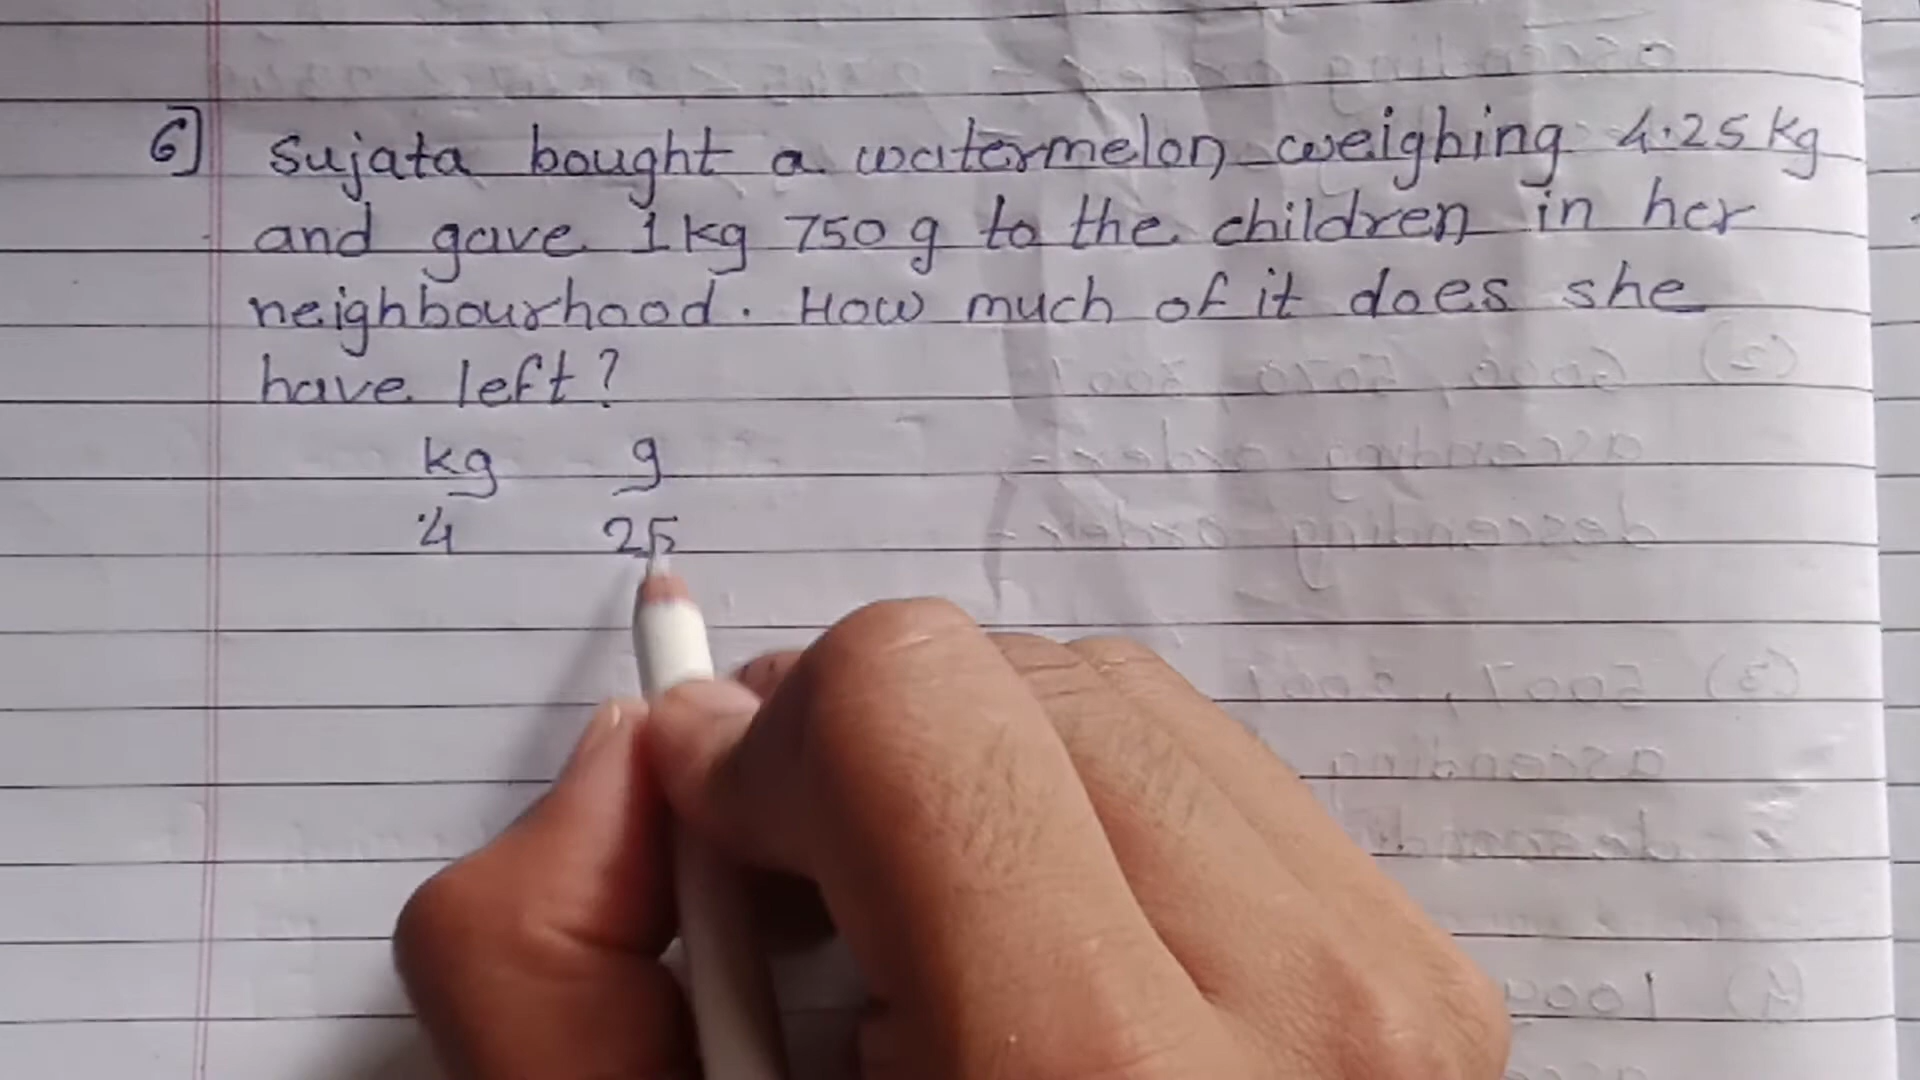 6] Sujata bought a watermelon weighing 4.25 kg
and gave 1 kg 750 g to the children in her
neighbourhood. How much of it does she
have left?
kg g
4 25